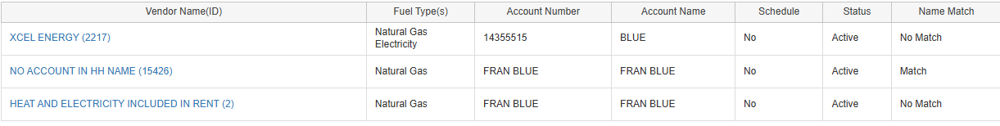 Vendor Name(ID) Fuel Type(s) Account Number Account Name Schedule Status Name Match
XCEL ENERGY (2217) Natural Gas Electricity 14355515 BLUE No Active No Match
NO ACCOUNT IN HH NAME (15426) Natural Gas FRAN BLUE FRAN BLUE No Active Match
HEAT AND ELECTRICITY INCLUDED IN RENT (2) Natural Gas FRAN BLUE FRAN BLUE No Active No Match